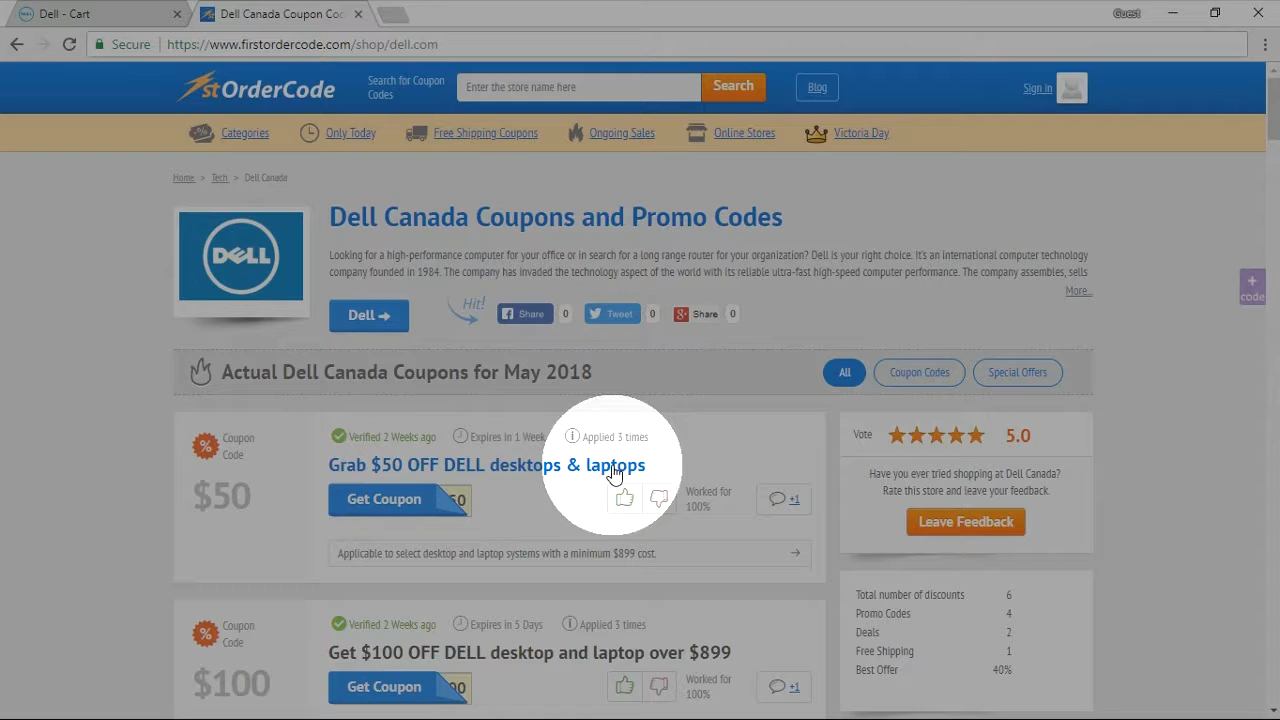 Dell - Cart
Dell Canada Coupon Co
Guest
Secure
https://www.firstordercode.com/shop/dell.com
stOrderCode
Search for Coupon
Codes
Enter the store name here
Search
Blog
Sign In
Categories
Only Today
Free Shipping Coupons
Ongoing Sales
Online Stores
Victoria Day
Home > Tech > Dell Canada
DELL
Dell Canada Coupons and Promo Codes
Looking for a high-performance computer for your office or in search for a long range router for your organization? Dell is your right choice. It's an international computer technology
company founded in 1984. The company has invaded the technology aspect of the world with its reliable ultra-fast high-speed computer performance. The company assembles, sells
More...
Dell
Hit!
Share 0
Tweet 0
Share 0
+
code
Actual Dell Canada Coupons for May 2018
All
Coupon Codes
Special Offers
Coupon
Code
$50
Verified 2 Weeks ago
Expires in 1 Week
Applied 3 times
Grab $50 OFF DELL desktops & laptops
Get Coupon
50
Worked for
100%
+1
Applicable to select desktop and laptop systems with a minimum $899 cost.
Vote
5.0
Have you ever tried shopping at Dell Canada?
Rate this store and leave your feedback.
Leave Feedback
Coupon
Code
$100
Verified 2 Weeks ago
Expires in 5 Days
Applied 3 times
Get $100 OFF DELL desktop and laptop over $899
Get Coupon
00
Worked for
100%
+1
Total number of discounts 6
Promo Codes 4
Deals 2
Free Shipping 1
Best Offer 40%